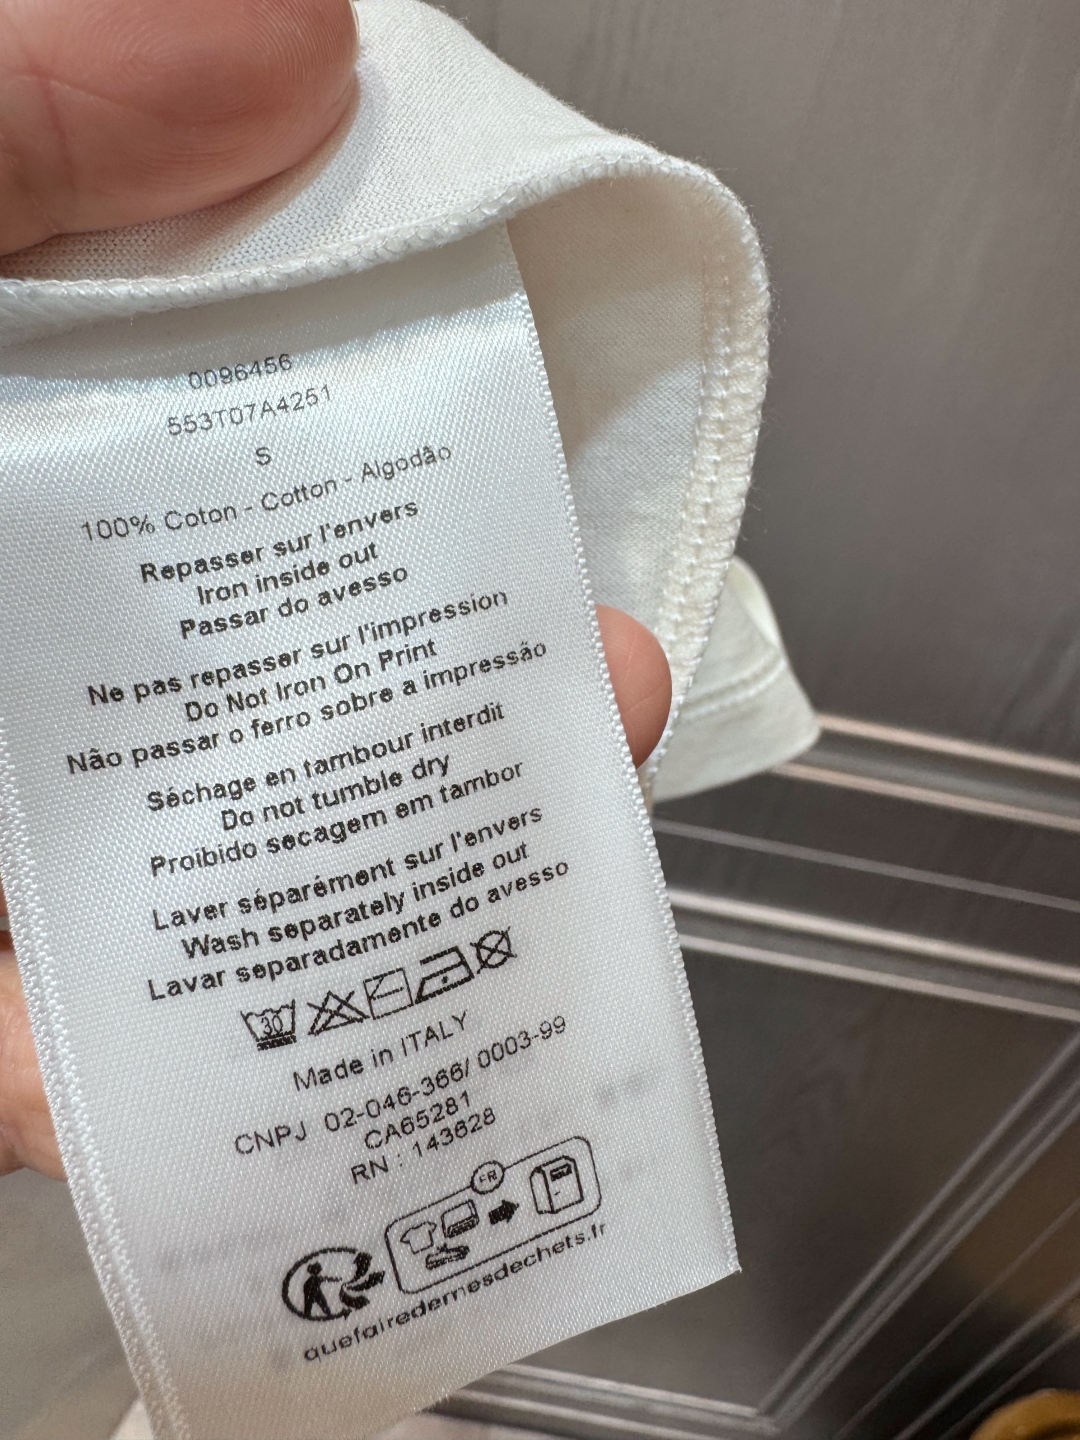 0096456
553T07A4251
S
100% Coton - Cotton - Algodão
Repasser sur l'envers
Iron inside out
Passar do avesso
Ne pas repasser sur l'impression
Do Not Iron On Print
Não passar o ferro sobre a impressão
Séchage en tambour interdit
Do not tumble dry
Proibido secagem em tambor
Laver séparément sur l'envers
Wash separately inside out
Lavar separadamente do avesso
30
Made in ITALY
CNPJ 02-046-366/ 0003-99
CA65281
RN : 143628
FR
quefairedemesdechets.fr